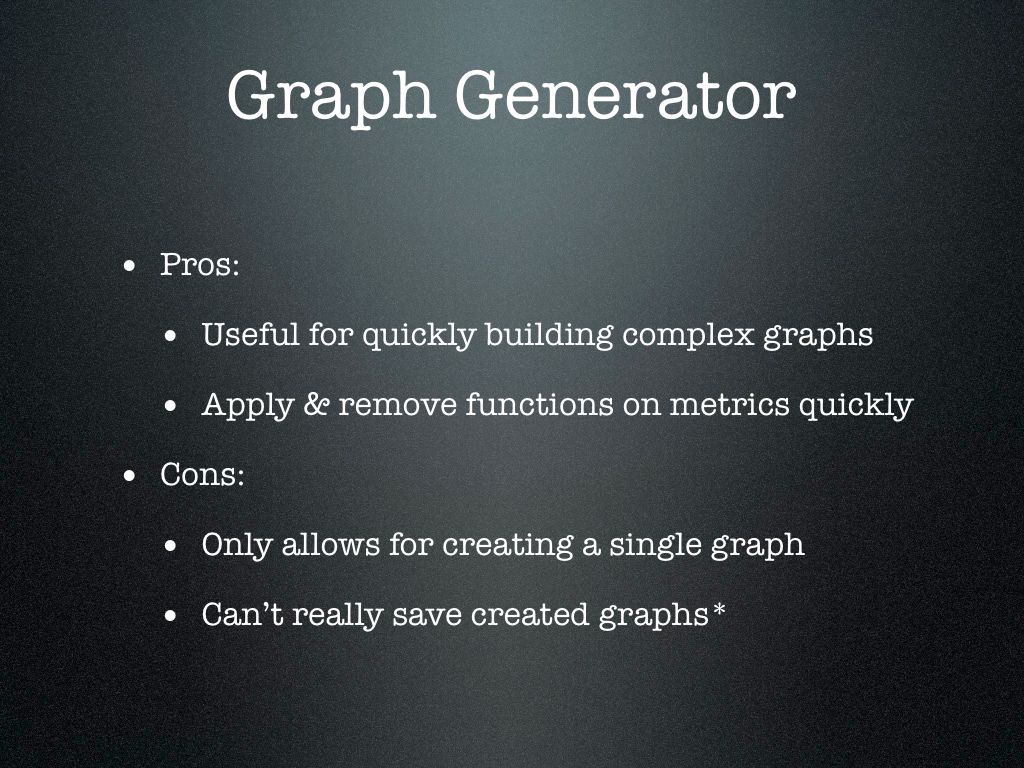 Graph Generator
• Pros:
• Useful for quickly building complex graphs
• Apply & remove functions on metrics quickly
• Cons:
• Only allows for creating a single graph
• Can’t really save created graphs*